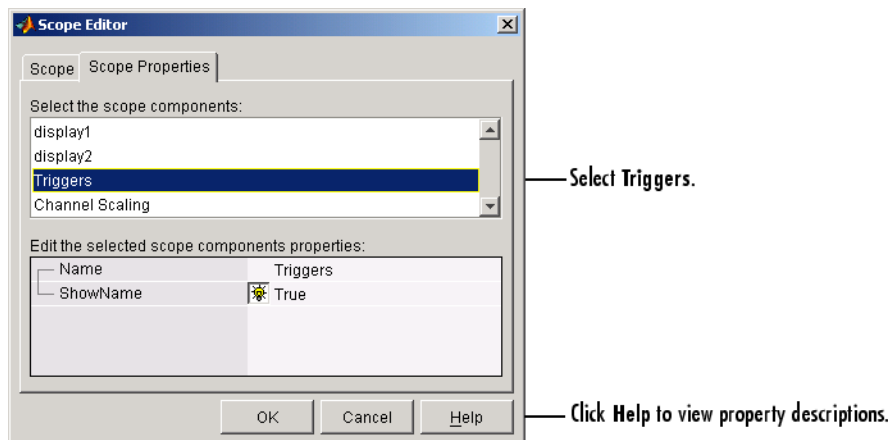 Scope Editor
Scope
Scope Properties
Select the scope components:
display1
display2
Triggers
Channel Scaling
Select Triggers.
Edit the selected scope components properties:
Name Triggers
ShowName True
OK Cancel Help
Click Help to view property descriptions.